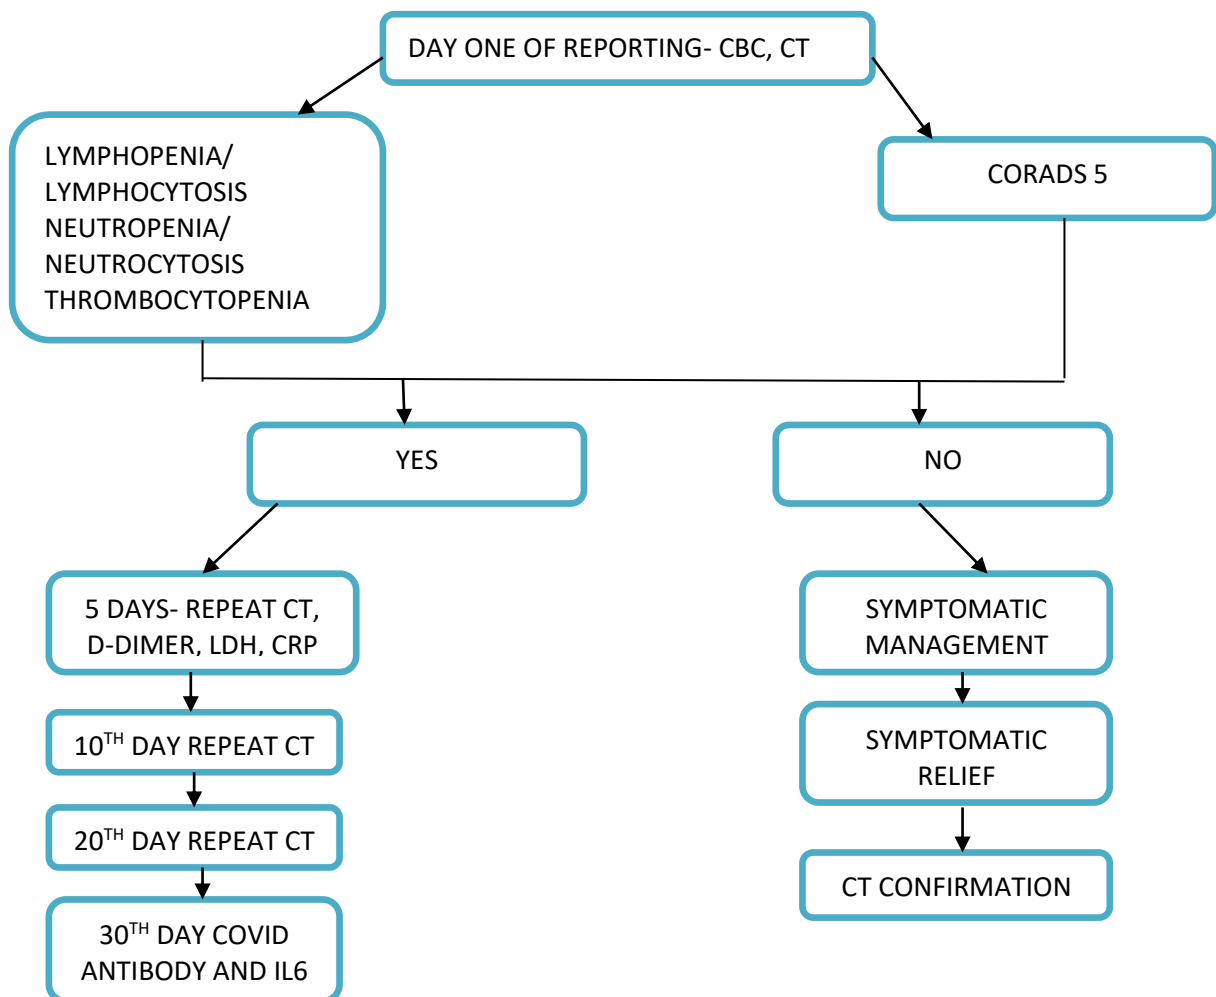 DAY ONE OF REPORTING- CBC, CT
LYMPHOPENIA/
LYMPHOCYTOSIS
NEUTROPENIA/
NEUTROCYTOSIS
THROMBOCYTOPENIA
CORADS 5
YES
NO
5 DAYS- REPEAT CT,
D-DIMER, LDH, CRP
10TH DAY REPEAT CT
20TH DAY REPEAT CT
30TH DAY COVID
ANTIBODY AND IL6
SYMPTOMATIC
MANAGEMENT
SYMPTOMATIC
RELIEF
CT CONFIRMATION